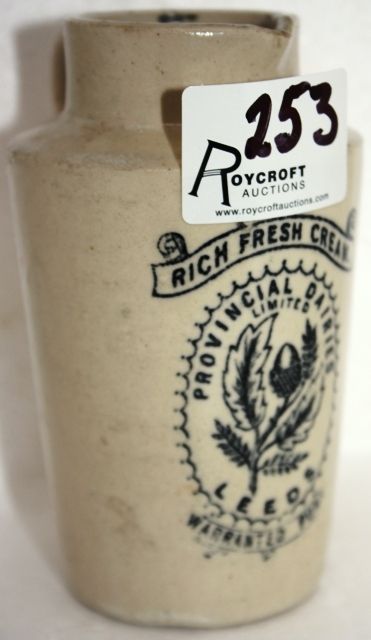 253
ROYCROFT
AUCTIONS
www.roycroftauctions.com
RICH FRESH CREAM
PROVINCIAL DAIRIES
LIMITED
LEEDS
WARRANTED